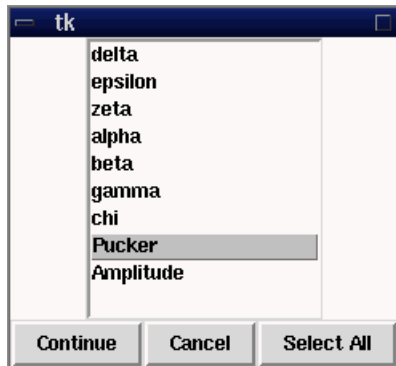 tk
delta
epsilon
zeta
alpha
beta
gamma
chi
Pucker
Amplitude
Continue Cancel Select All